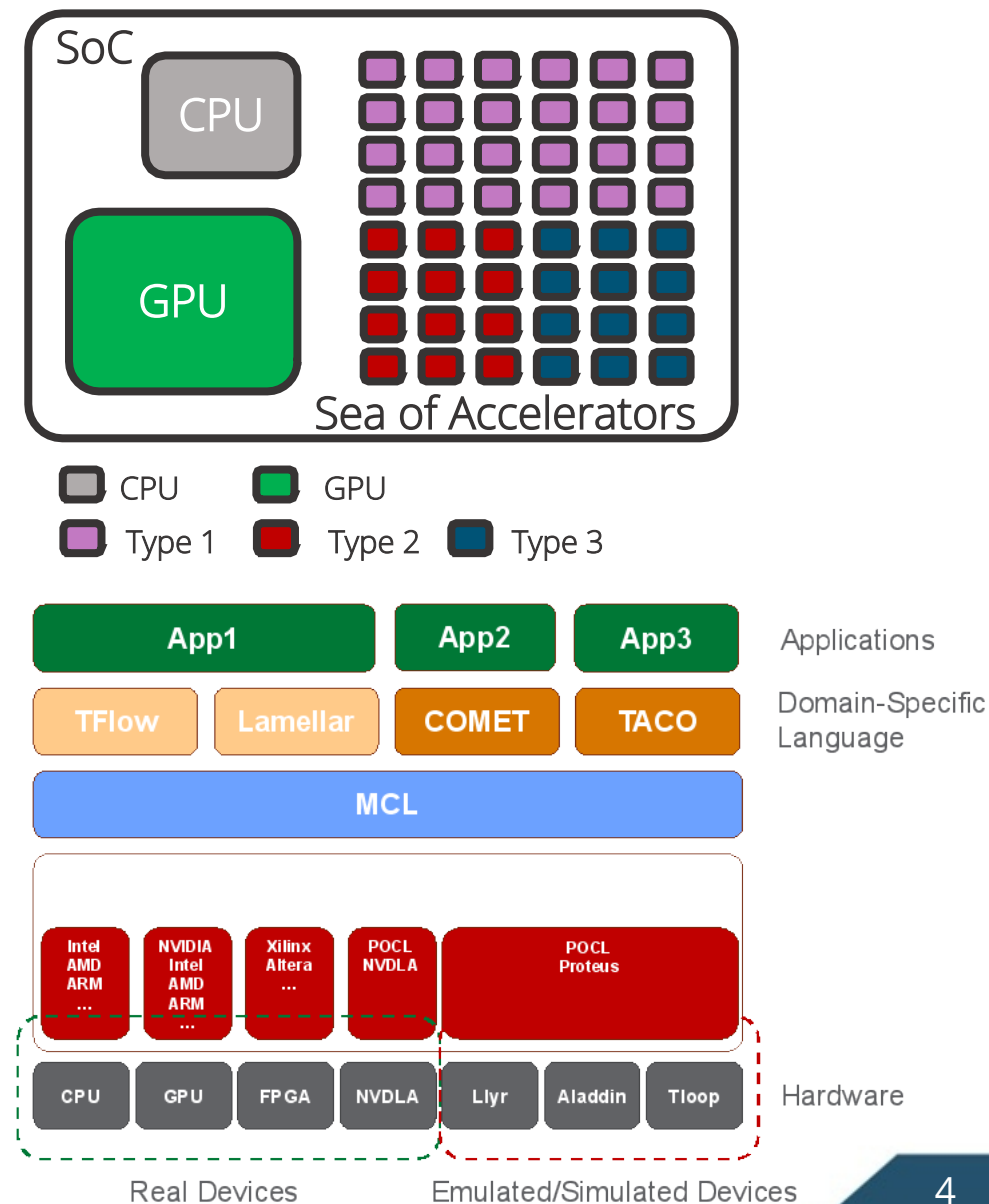 SoC
CPU
GPU
Sea of Accelerators
CPU
GPU
Type 1
Type 2
Type 3
App1
App2
App3
Applications
TFlow
Lamellar
COMET
TACO
Domain-Specific
Language
MCL
Intel
AMD
ARM
...
NVIDIA
Intel
AMD
ARM
...
Xilinx
Altera
...
POCL
NVDLA
POCL
Proteus
CPU
GPU
FPGA
NVDLA
Llyr
Aladdin
Tloop
Hardware
Real Devices
Emulated/Simulated Devices
4